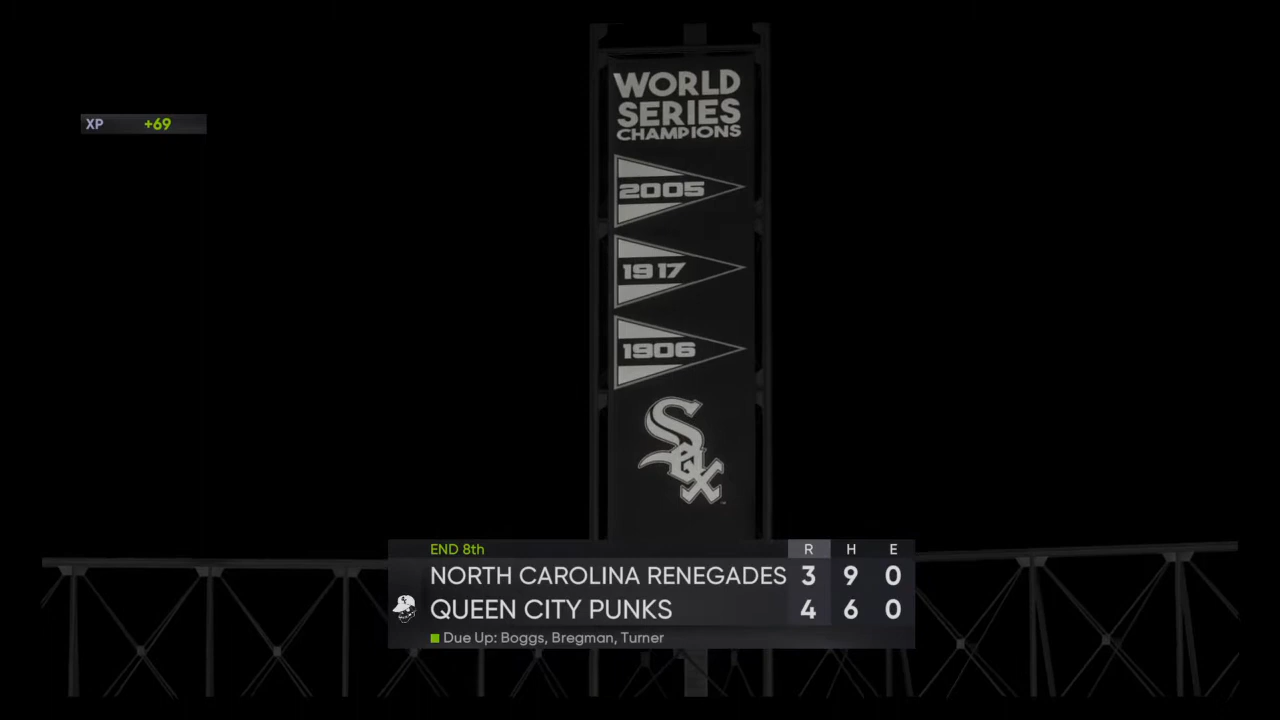 WORLD
SERIES
CHAMPIONS
XP +69
2005
1917
1906
Sox
END 8th R H E
NORTH CAROLINA RENEGADES 3 9 0
QUEEN CITY PUNKS 4 6 0
Due Up: Boggs, Bregman, Turner